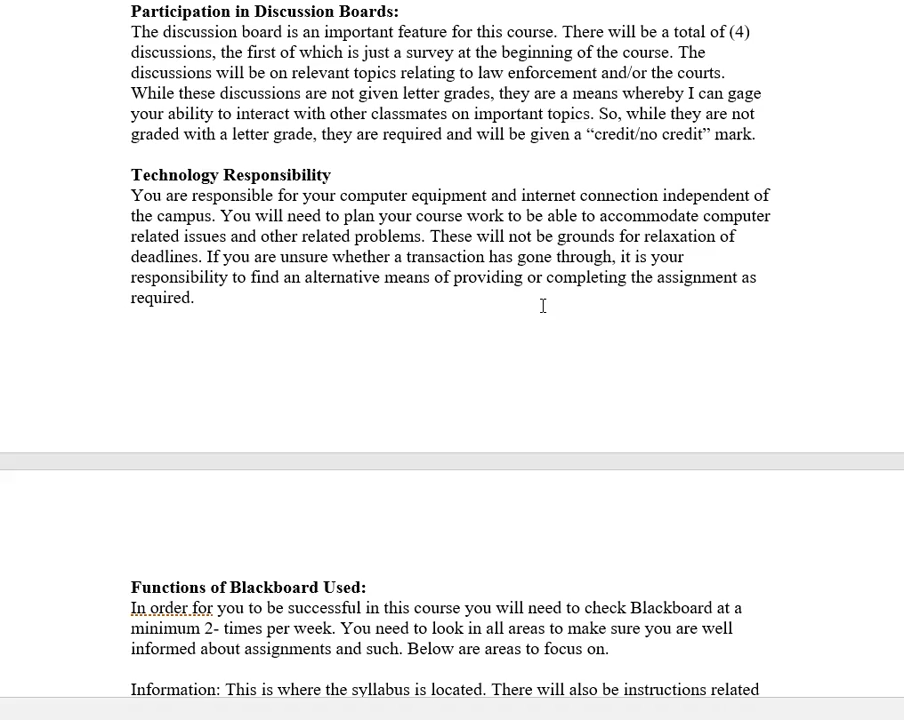 Participation in Discussion Boards:
The discussion board is an important feature for this course. There will be a total of (4)
discussions, the first of which is just a survey at the beginning of the course. The
discussions will be on relevant topics relating to law enforcement and/or the courts.
While these discussions are not given letter grades, they are a means whereby I can gage
your ability to interact with other classmates on important topics. So, while they are not
graded with a letter grade, they are required and will be given a “credit/no credit” mark.
Technology Responsibility
You are responsible for your computer equipment and internet connection independent of
the campus. You will need to plan your course work to be able to accommodate computer
related issues and other related problems. These will not be grounds for relaxation of
deadlines. If you are unsure whether a transaction has gone through, it is your
responsibility to find an alternative means of providing or completing the assignment as
required.
Functions of Blackboard Used:
In order for you to be successful in this course you will need to check Blackboard at a
minimum 2- times per week. You need to look in all areas to make sure you are well
informed about assignments and such. Below are areas to focus on.
Information: This is where the syllabus is located. There will also be instructions related